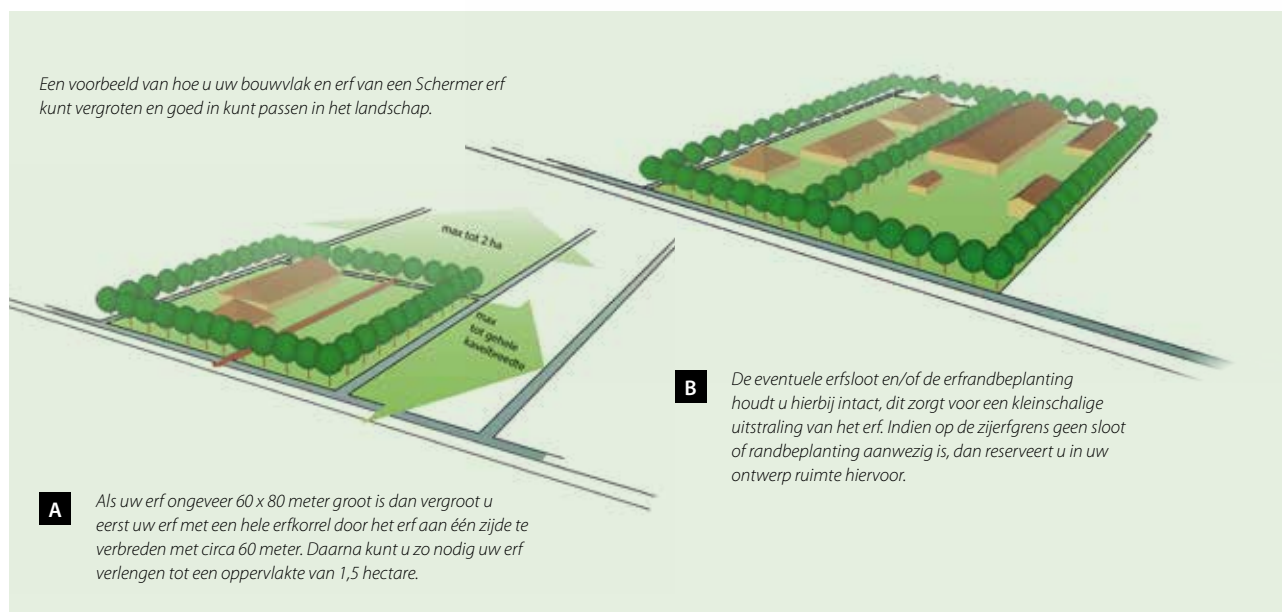 Een voorbeeld van hoe u uw bouwvlak en erf van een Schermer erf
kunt vergroten en goed in kunt passen in het landschap.
max tot 2 ha
max
tot gehele
kavelbreedte
B
De eventuele erfsloot en/of de erfrandbeplanting
houdt u hierbij intact, dit zorgt voor een kleinschalige
uitstraling van het erf. Indien op de zijerfgrens geen sloot
of randbeplanting aanwezig is, dan reserveert u in uw
ontwerp ruimte hiervoor.
A
Als uw erf ongeveer 60 x 80 meter groot is dan vergroot u
eerst uw erf met een hele erfkorrel door het erf aan één zijde te
verbreden met circa 60 meter. Daarna kunt u zo nodig uw erf
verlengen tot een oppervlakte van 1,5 hectare.